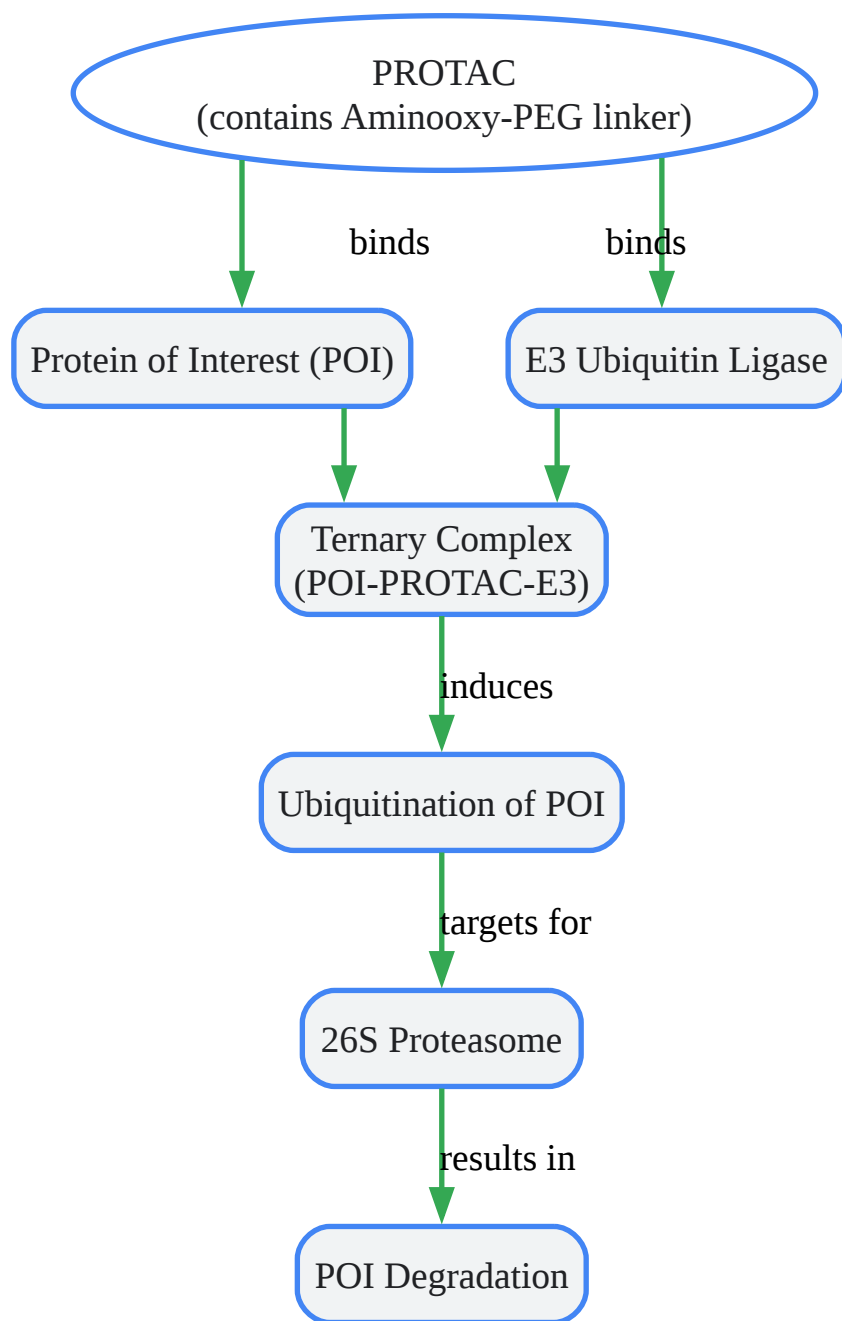 PROTAC
(contains Aminooxy-PEG linker)
binds
binds
Protein of Interest (POI)
E3 Ubiquitin Ligase
Ternary Complex
(POI-PROTAC-E3)
induces
Ubiquitination of POI
targets for
26S Proteasome
results in
POI Degradation